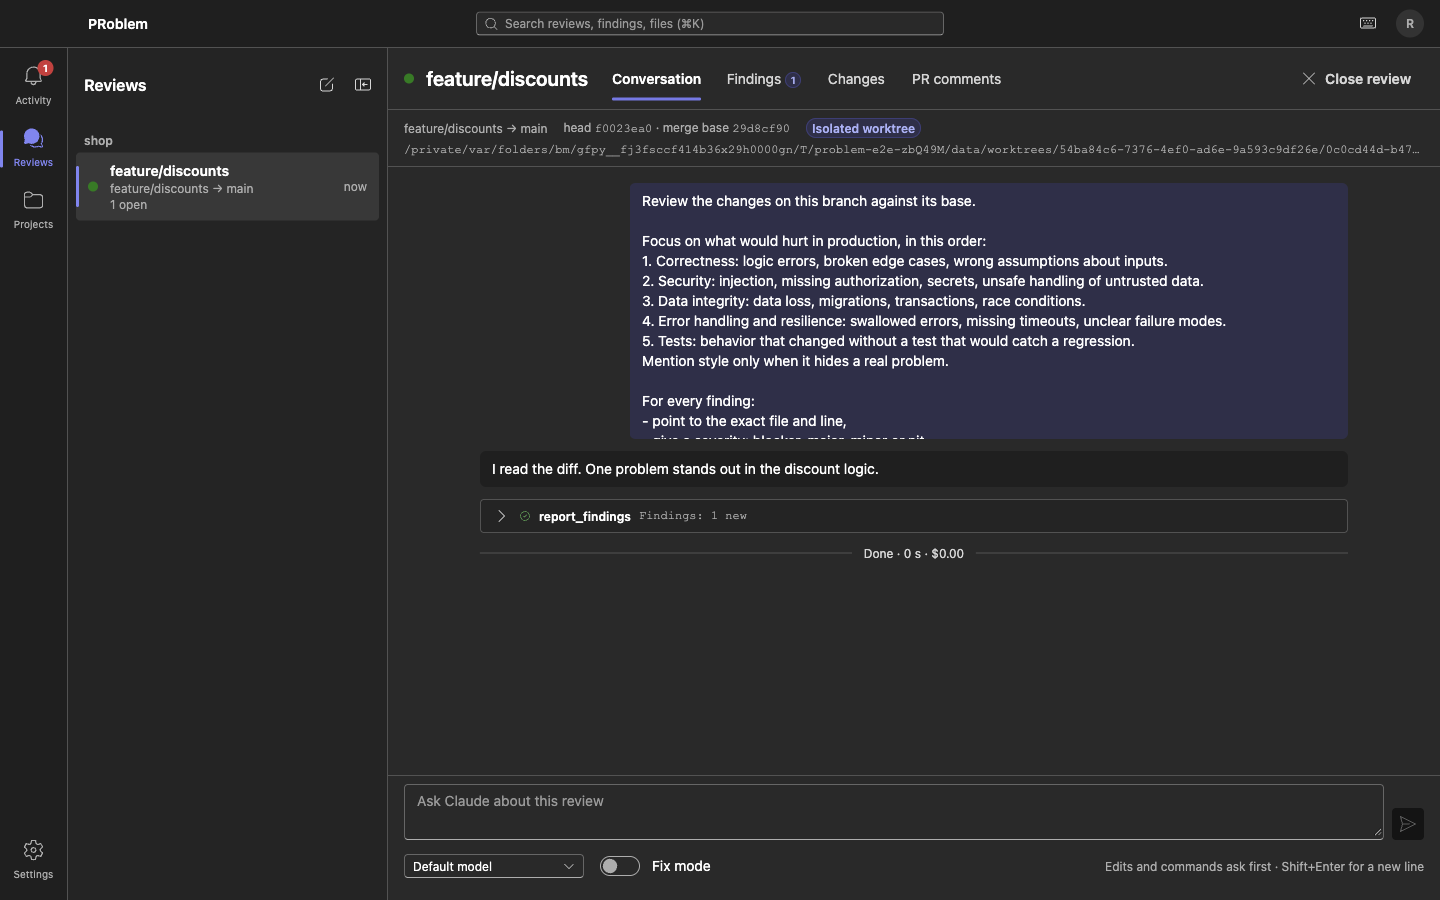 PRoblem
Search reviews, findings, files (⌘K)
R
1
Activity
Reviews
Projects
Settings
Reviews
shop
feature/discounts
feature/discounts → main
1 open
now
feature/discounts
Conversation
Findings 1
Changes
PR comments
Close review
feature/discounts → main head f0023ea0 · merge base 29d8cf90 Isolated worktree
/private/var/folders/bm/gfpy__fj3fsccf414b36x29h0000gn/T/problem-e2e-zbQ49M/data/worktrees/54ba84c6-7376-4ef0-ad6e-9a593c9df26e/0c0cd44d-b47…
Review the changes on this branch against its base.
Focus on what would hurt in production, in this order:
1. Correctness: logic errors, broken edge cases, wrong assumptions about inputs.
2. Security: injection, missing authorization, secrets, unsafe handling of untrusted data.
3. Data integrity: data loss, migrations, transactions, race conditions.
4. Error handling and resilience: swallowed errors, missing timeouts, unclear failure modes.
5. Tests: behavior that changed without a test that would catch a regression.
Mention style only when it hides a real problem.
For every finding:
- point to the exact file and line,
- give a severity: blocker, major, minor or nit
I read the diff. One problem stands out in the discount logic.
report_findings Findings: 1 new
Done · 0 s · $0.00
Ask Claude about this review
Default model
Fix mode
Edits and commands ask first · Shift+Enter for a new line